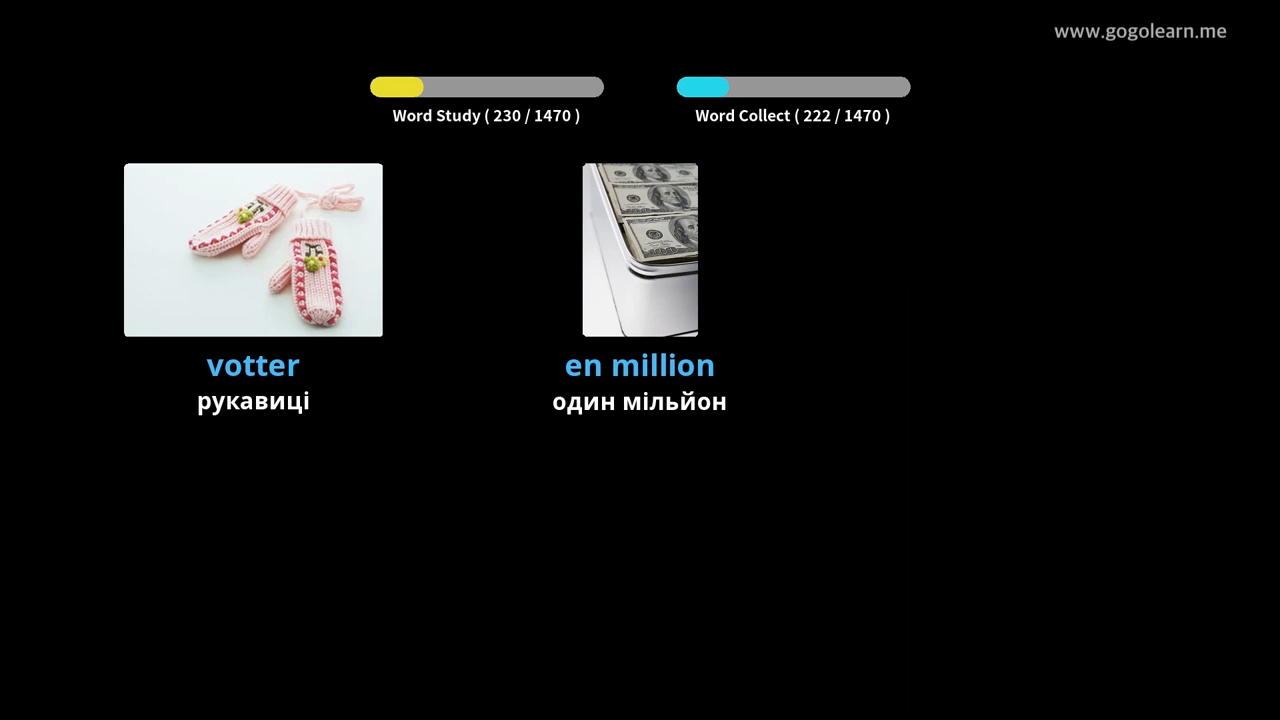 www.gogolearn.me
Word Study ( 230 / 1470 )
Word Collect ( 222 / 1470 )
votter
рукавиці
en million
один мільйон